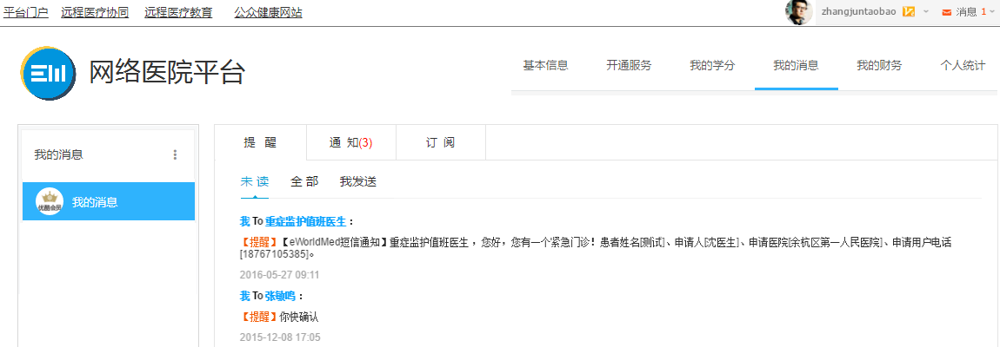 平台门户 远程医疗协同 远程医疗教育 公众健康网站 zhangjuntaobao 消息 1
网络医院平台
基本信息 开通服务 我的学分 我的消息 我的财务 个人统计
我的消息
优酷会员 我的消息
提 醒 通 知(3) 订 阅
未 读 全 部 我发送
我 To 重症监护值班医生：
【提醒】【eWorldMed短信通知】重症监护值班医生，您好，您有一个紧急门诊！患者姓名[测试]、申请人[沈医生]、申请医院[余杭区第一人民医院]、申请用户电话
[18767105385]。
2016-05-27 09:11
我 To 张敏鸣：
【提醒】你快确认
2015-12-08 17:05